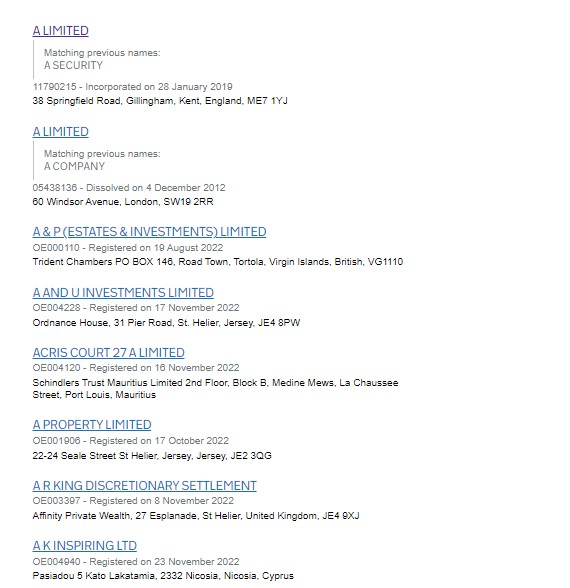 A LIMITED
Matching previous names:
A SECURITY
11790215 - Incorporated on 28 January 2019
38 Springfield Road, Gillingham, Kent, England, ME7 1YJ
A LIMITED
Matching previous names:
A COMPANY
05438136 - Dissolved on 4 December 2012
60 Windsor Avenue, London, SW19 2RR
A & P (ESTATES & INVESTMENTS) LIMITED
OE000110 - Registered on 19 August 2022
Trident Chambers PO BOX 146, Road Town, Tortola, Virgin Islands, British, VG1110
A AND U INVESTMENTS LIMITED
OE004228 - Registered on 17 November 2022
Ordnance House, 31 Pier Road, St. Helier, Jersey, JE4 8PW
ACRIS COURT 27 A LIMITED
OE004120 - Registered on 16 November 2022
Schindlers Trust Mauritius Limited 2nd Floor, Block B, Medine Mews, La Chaussee
Street, Port Louis, Mauritius
A PROPERTY LIMITED
OE001906 - Registered on 17 October 2022
22-24 Seale Street St Helier, Jersey, Jersey, JE2 3QG
A R KING DISCRETIONARY SETTLEMENT
OE003397 - Registered on 8 November 2022
Affinity Private Wealth, 27 Esplanade, St Helier, United Kingdom, JE4 9XJ
A K INSPIRING LTD
OE004940 - Registered on 23 November 2022
Pasiadou 5 Kato Lakatamia, 2332 Nicosia, Nicosia, Cyprus